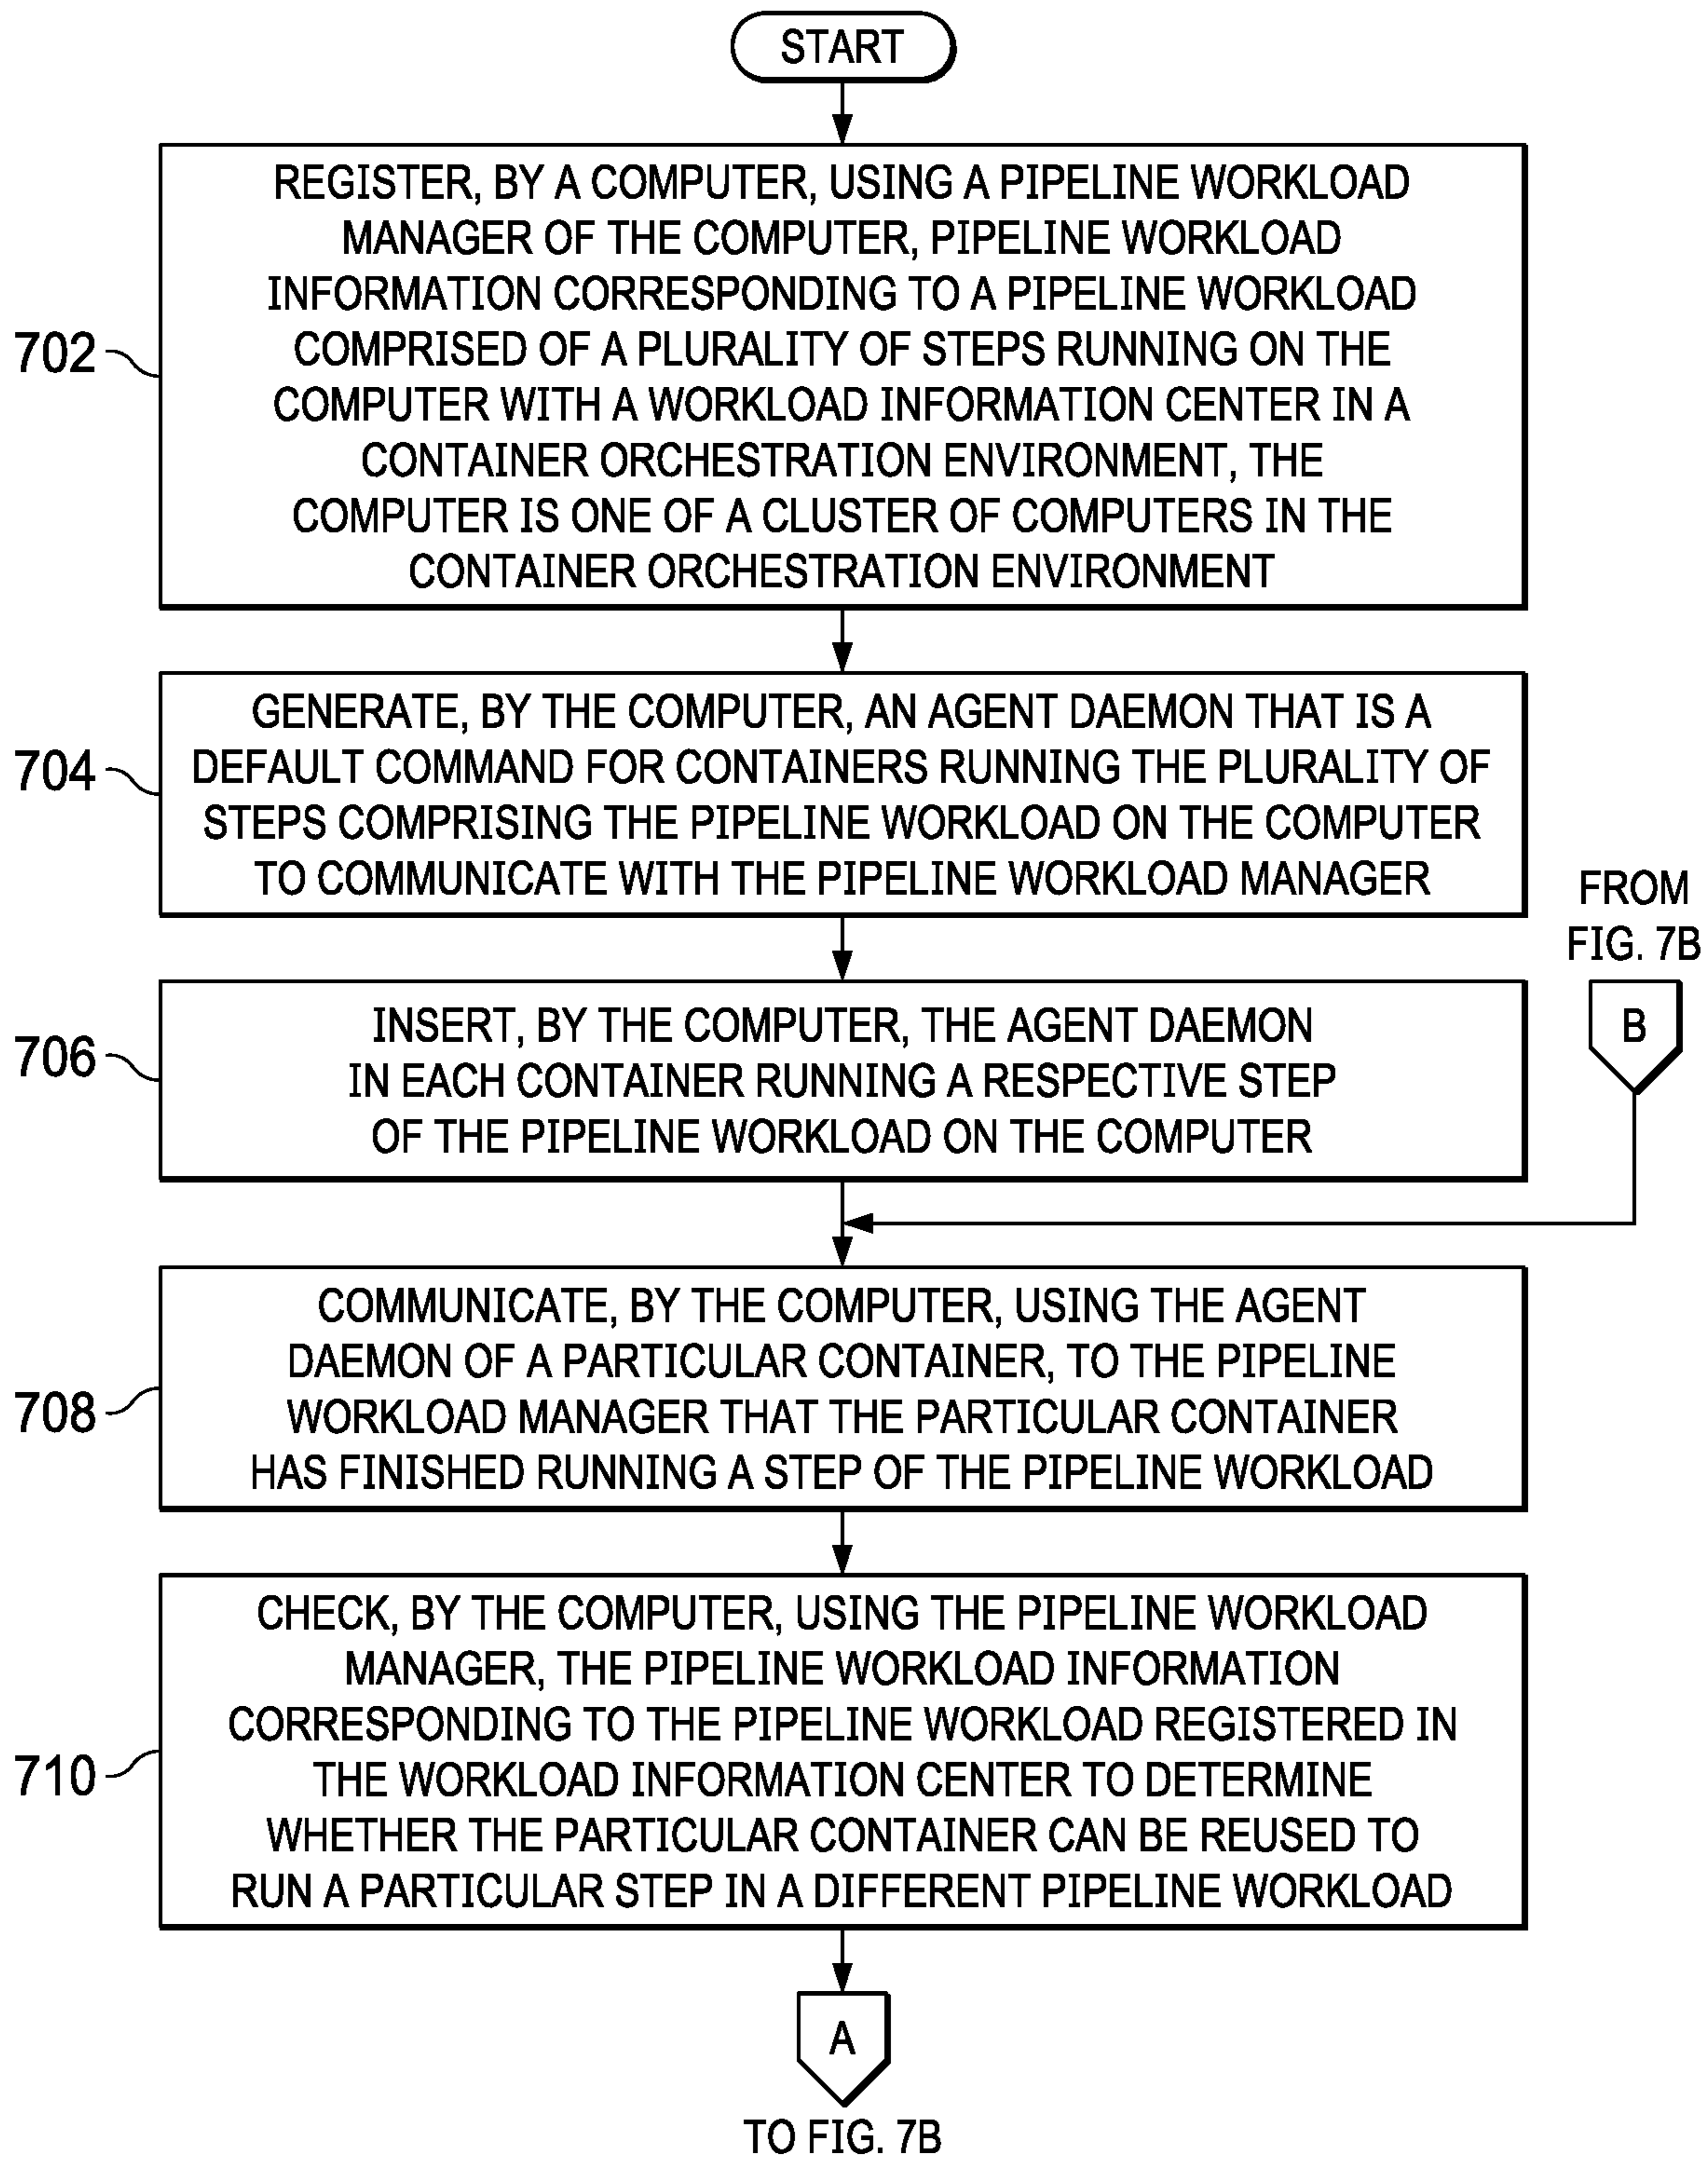 START
REGISTER, BY A COMPUTER, USING A PIPELINE WORKLOAD
MANAGER OF THE COMPUTER, PIPELINE WORKLOAD
INFORMATION CORRESPONDING TO A PIPELINE WORKLOAD
COMPRISED OF A PLURALITY OF STEPS RUNNING ON THE
COMPUTER WITH A WORKLOAD INFORMATION CENTER IN A
CONTAINER ORCHESTRATION ENVIRONMENT, THE
COMPUTER IS ONE OF A CLUSTER OF COMPUTERS IN THE
CONTAINER ORCHESTRATION ENVIRONMENT
702
GENERATE, BY THE COMPUTER, AN AGENT DAEMON THAT IS A
DEFAULT COMMAND FOR CONTAINERS RUNNING THE PLURALITY OF
STEPS COMPRISING THE PIPELINE WORKLOAD ON THE COMPUTER
TO COMMUNICATE WITH THE PIPELINE WORKLOAD MANAGER
704
FROM
FIG. 7B
B
INSERT, BY THE COMPUTER, THE AGENT DAEMON
IN EACH CONTAINER RUNNING A RESPECTIVE STEP
OF THE PIPELINE WORKLOAD ON THE COMPUTER
706
COMMUNICATE, BY THE COMPUTER, USING THE AGENT
DAEMON OF A PARTICULAR CONTAINER, TO THE PIPELINE
WORKLOAD MANAGER THAT THE PARTICULAR CONTAINER
HAS FINISHED RUNNING A STEP OF THE PIPELINE WORKLOAD
708
CHECK, BY THE COMPUTER, USING THE PIPELINE WORKLOAD
MANAGER, THE PIPELINE WORKLOAD INFORMATION
CORRESPONDING TO THE PIPELINE WORKLOAD REGISTERED IN
THE WORKLOAD INFORMATION CENTER TO DETERMINE
WHETHER THE PARTICULAR CONTAINER CAN BE REUSED TO
RUN A PARTICULAR STEP IN A DIFFERENT PIPELINE WORKLOAD
710
A
TO FIG. 7B